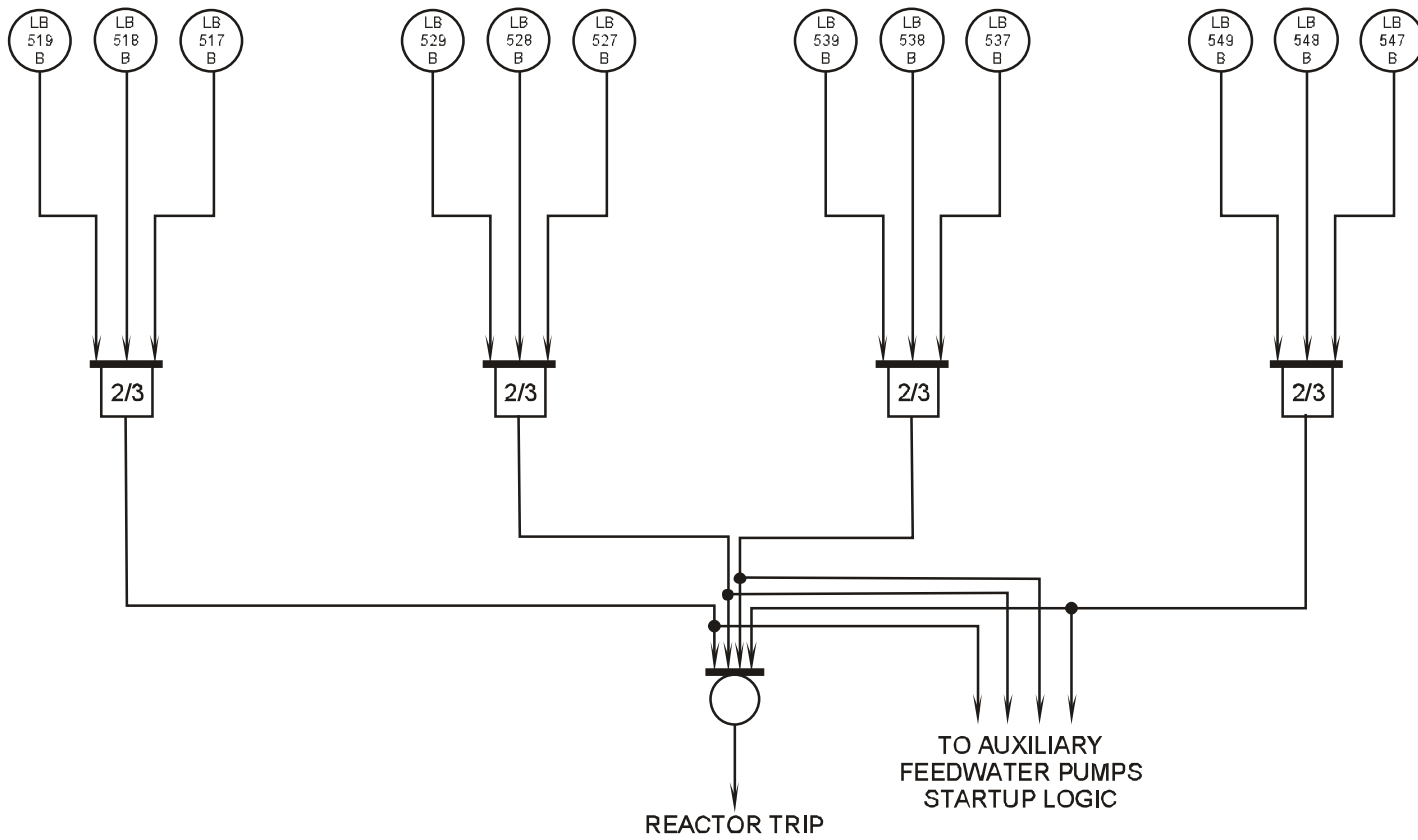 LB
519
B
LB
518
B
LB
517
B
LB
529
B
LB
528
B
LB
527
B
LB
539
B
LB
538
B
LB
537
B
LB
549
B
LB
548
B
LB
547
B
2/3
2/3
2/3
2/3
TO AUXILIARY
FEEDWATER PUMPS
STARTUP LOGIC
REACTOR TRIP